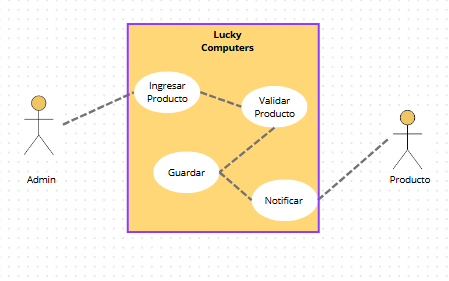 Lucky
Computers
Ingresar
Producto
Validar
Producto
Guardar
Notificar
Admin
Producto